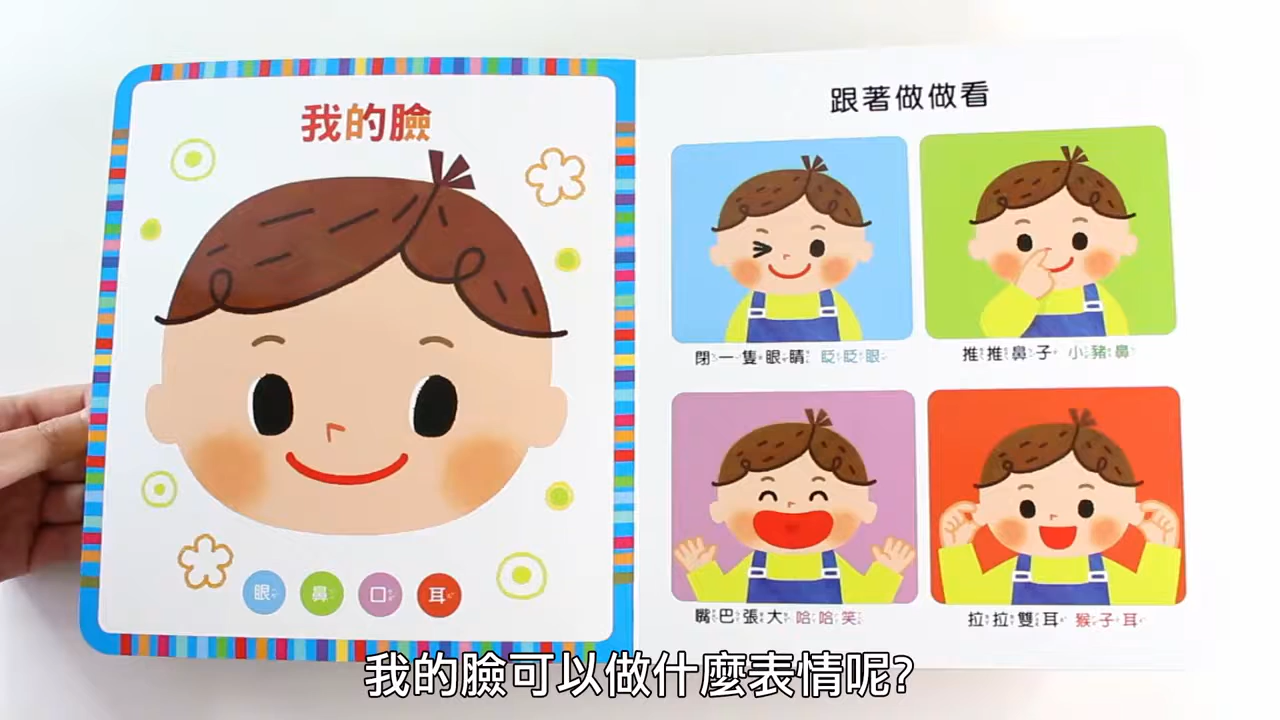 我的臉
眼 鼻 口 耳
跟著做做看
閉一隻眼睛 眨眨眼
推推鼻子 小豬鼻
嘴巴張大 哈哈笑
拉拉雙耳 猴子耳
我的臉可以做什麼表情呢?